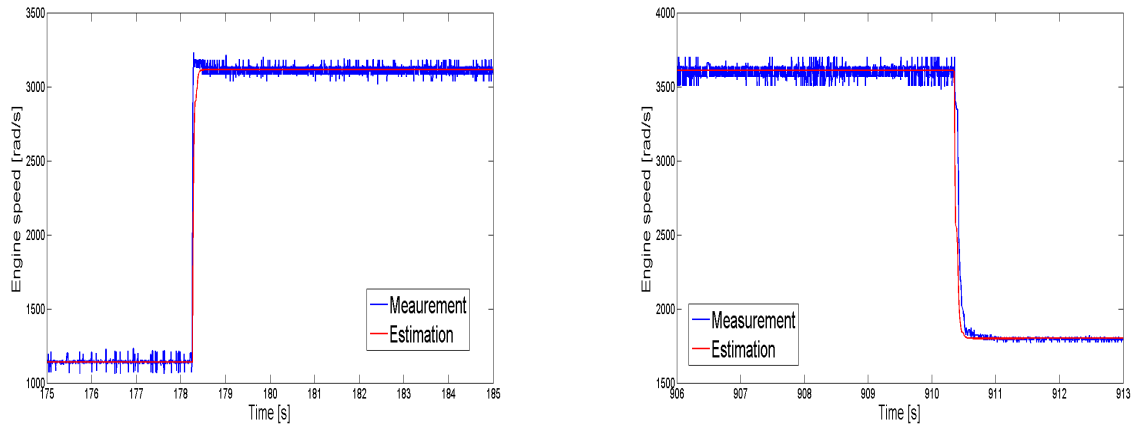 3500
3000
2500
2000
1500
1000
Engine speed [rad/s]
175 176 177 178 179 180 181 182 183 184 185
Time [s]
Meaurement
Estimation
4000
3500
3000
2500
2000
1500
Engine speed [rad/s]
906 907 908 909 910 911 912 913
Time [s]
Measurement
Estimation